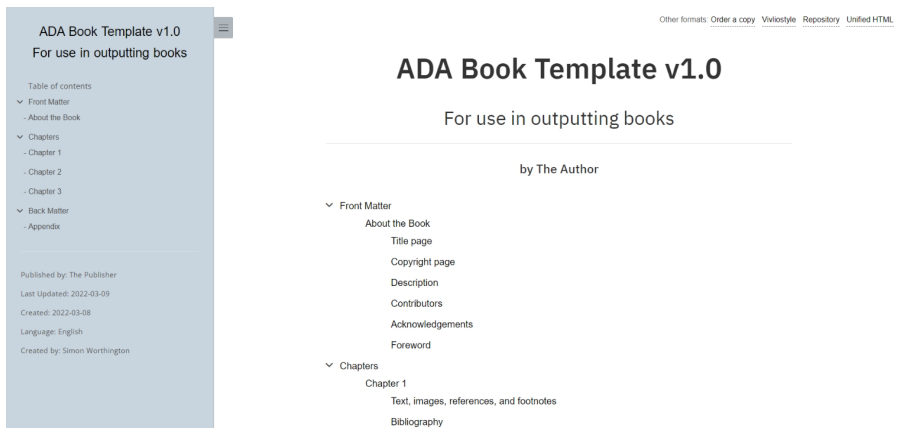 ADA Book Template v1.0
For use in outputting books
Table of contents
Front Matter
- About the Book
Chapters
- Chapter 1
- Chapter 2
- Chapter 3
Back Matter
- Appendix
Published by: The Publisher
Last Updated: 2022-03-09
Created: 2022-03-08
Language: English
Created by: Simon Worthington
Other formats Order a copy Vivliostyle Repository Unified HTML
ADA Book Template v1.0
For use in outputting books
by The Author
Front Matter
About the Book
Title page
Copyright page
Description
Contributors
Acknowledgements
Foreword
Chapters
Chapter 1
Text, images, references, and footnotes
Bibliography